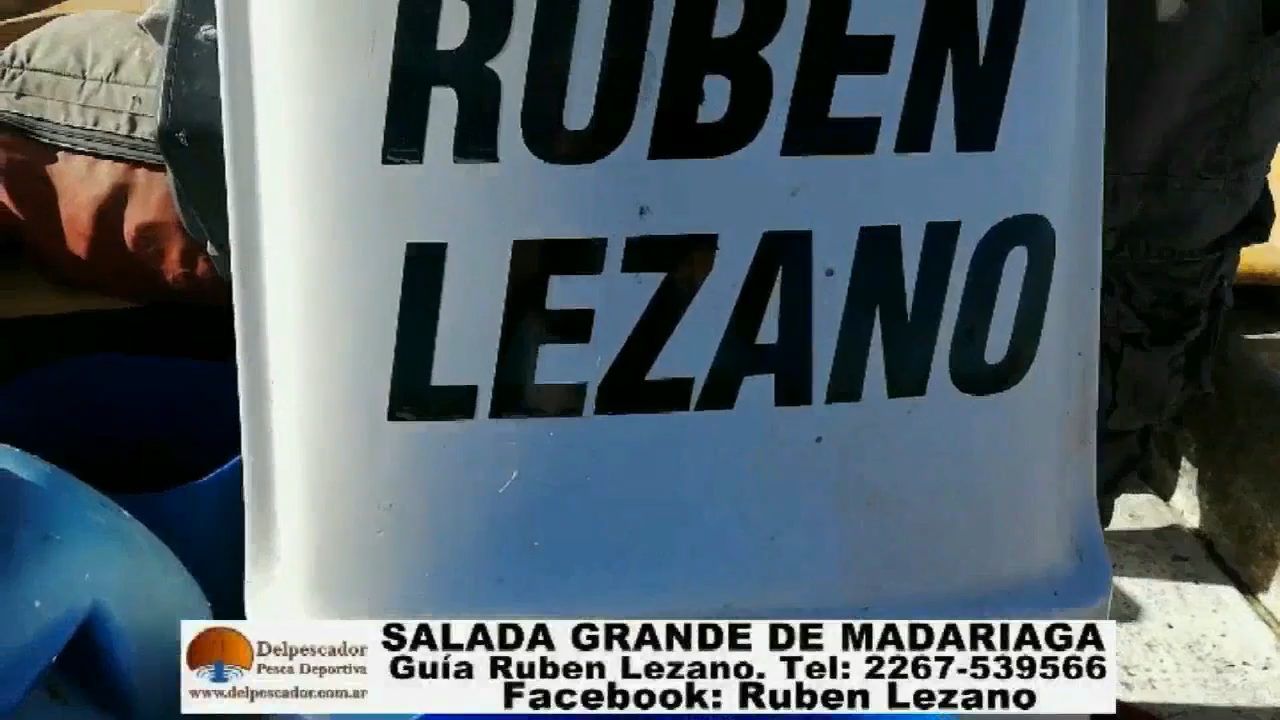 RUBEN
LEZANO
Delpescador
Pesca Deportiva
www.delpescador.com.ar
SALADA GRANDE DE MADARIAGA
Guía Ruben Lezano. Tel: 2267-539566
Facebook: Ruben Lezano